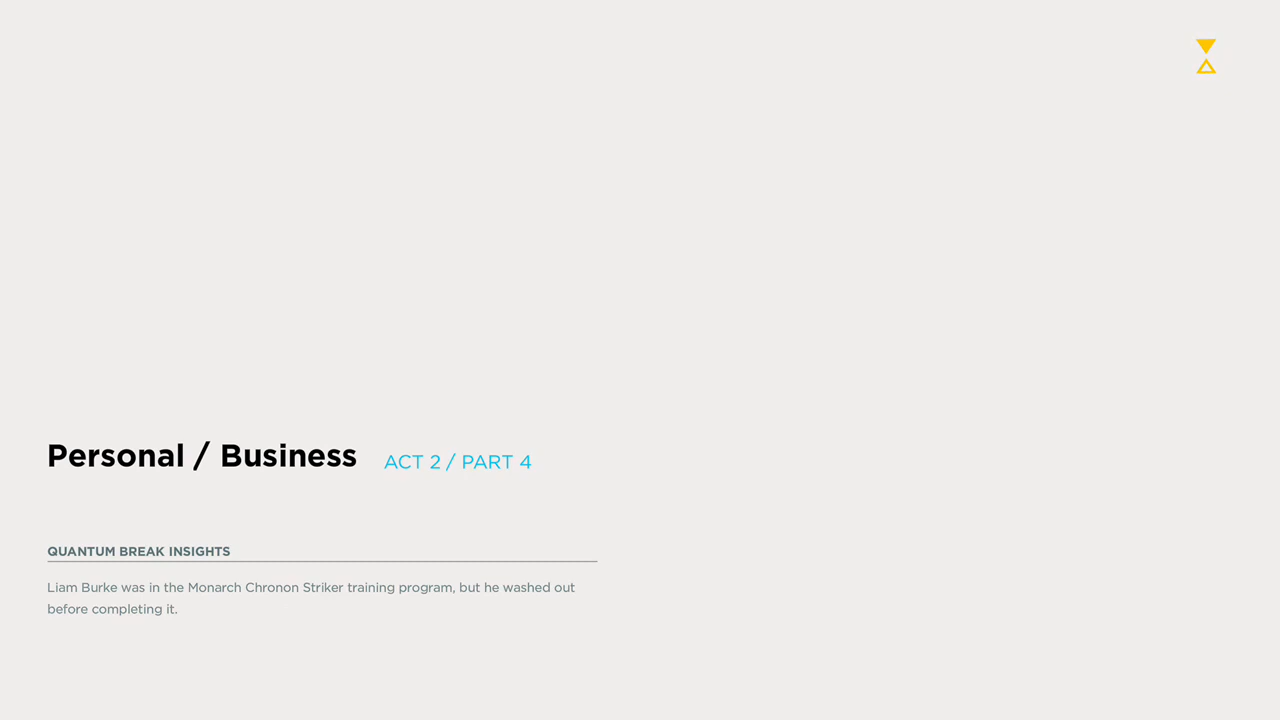 Personal / Business ACT 2 / PART 4
QUANTUM BREAK INSIGHTS
Liam Burke was in the Monarch Chronon Striker training program, but he washed out
before completing it.